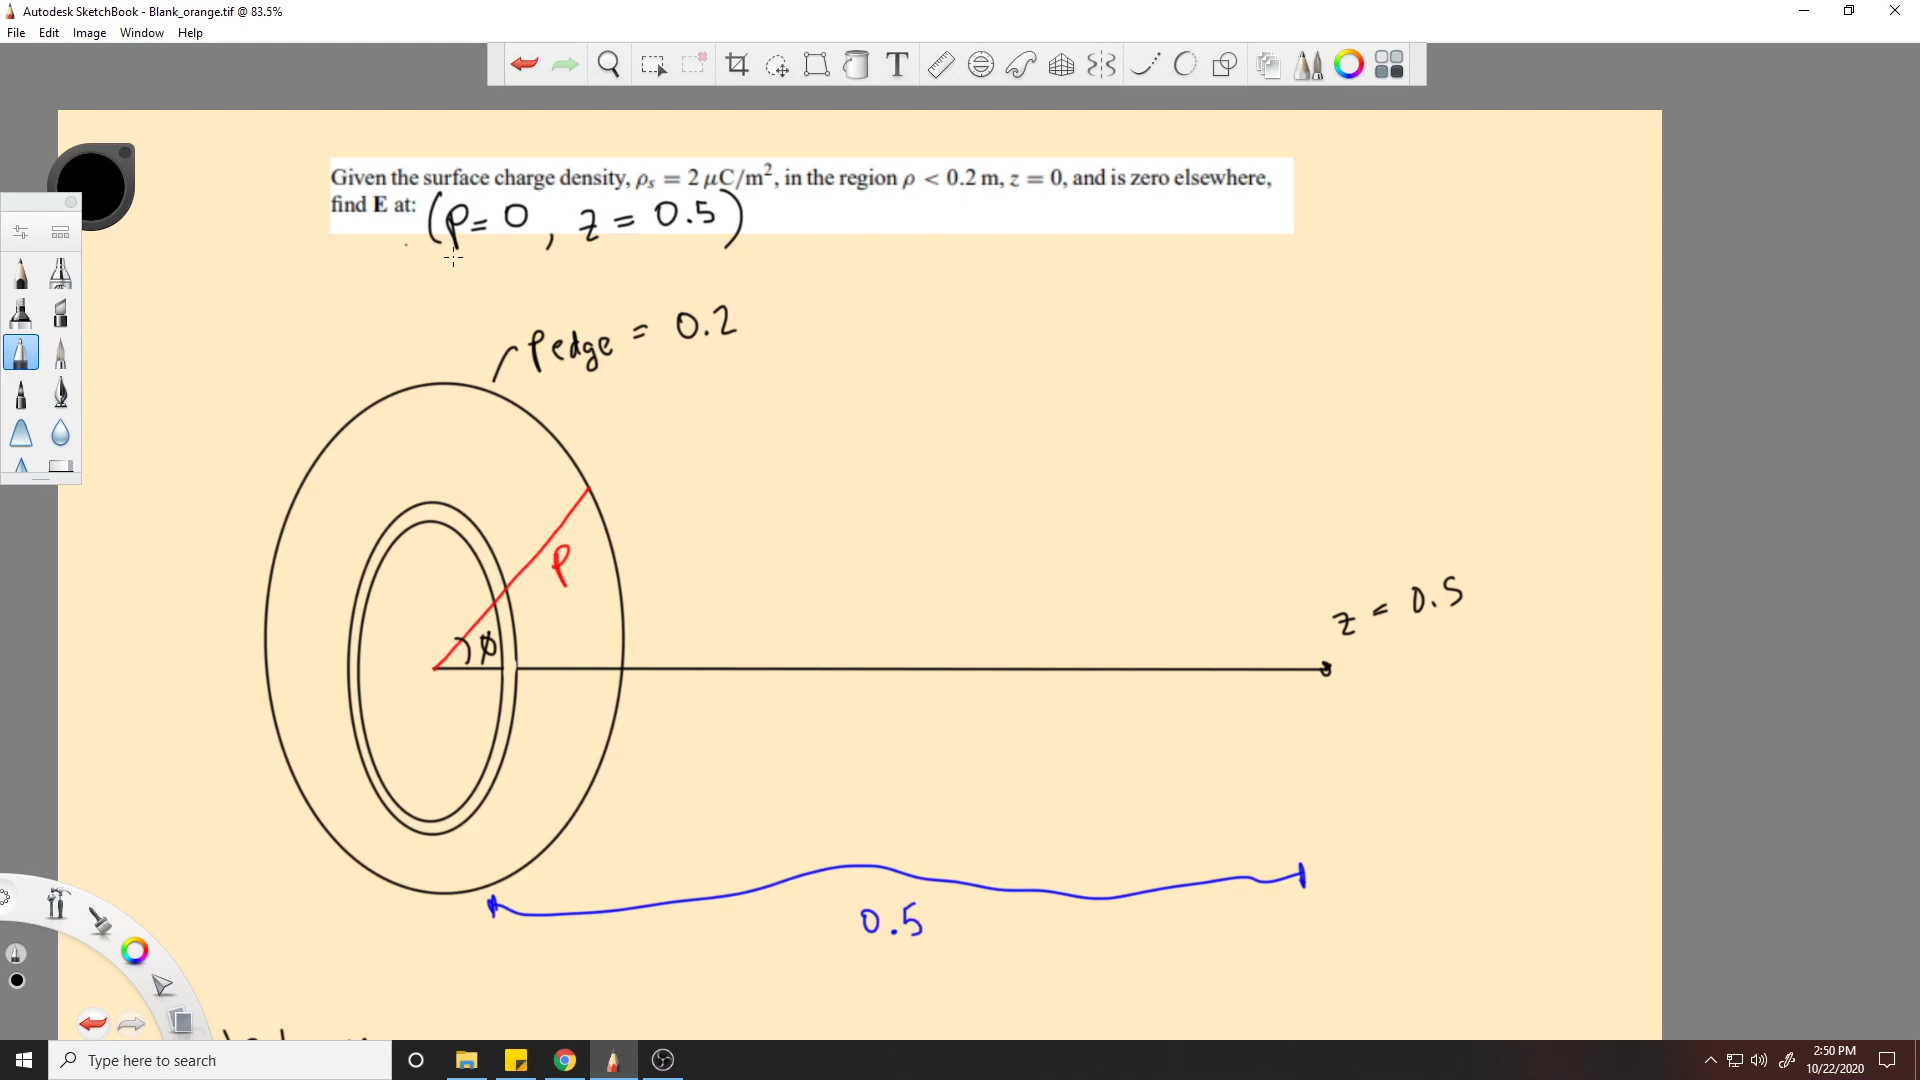 Autodesk SketchBook - Blank_orange.tif @ 83.5%
File Edit Image Window Help
T
Given the surface charge density, ρs = 2 μC/m², in the region ρ < 0.2 m, z = 0, and is zero elsewhere,
find E at: (ρ = 0, z = 0.5)
ρedge = 0.2
ρ
z = 0.5
ϕ
0.5
Type here to search
2:50 PM
10/22/2020